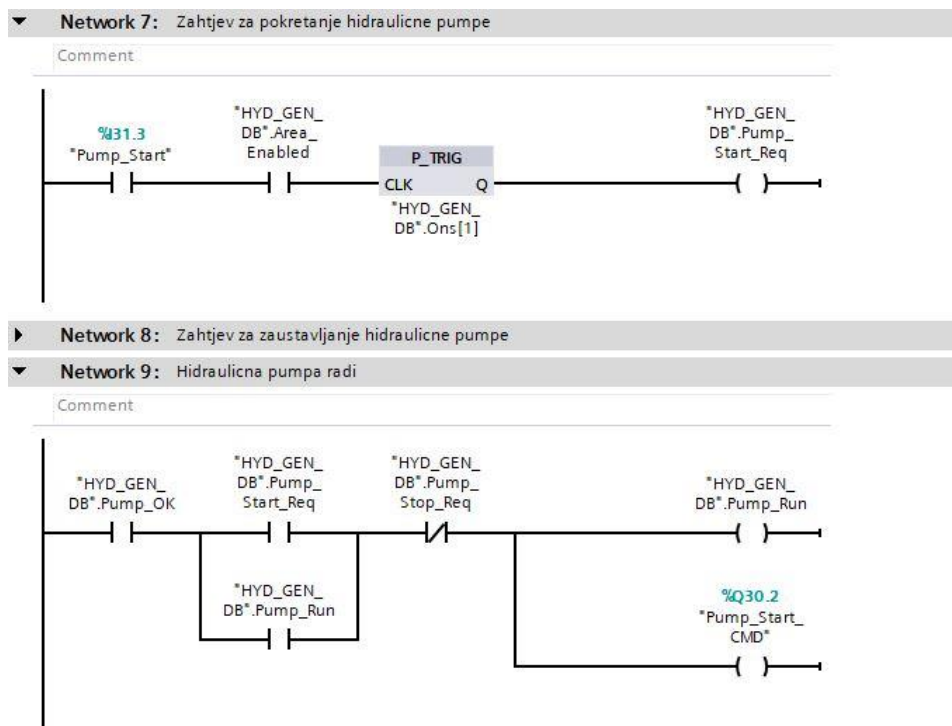 Network 7: Zahtjev za pokretanje hidraulicne pumpe
Comment
%I31.3
"Pump_Start"
"HYD_GEN_
DB".Area_
Enabled
P_TRIG
CLK Q
"HYD_GEN_
DB".Ons[1]
"HYD_GEN_
DB".Pump_
Start_Req
Network 8: Zahtjev za zaustavljanje hidraulicne pumpe
Network 9: Hidraulicna pumpa radi
Comment
"HYD_GEN_
DB".Pump_OK
"HYD_GEN_
DB".Pump_
Start_Req
"HYD_GEN_
DB".Pump_
Stop_Req
"HYD_GEN_
DB".Pump_Run
"HYD_GEN_
DB".Pump_Run
%Q30.2
"Pump_Start_
CMD"